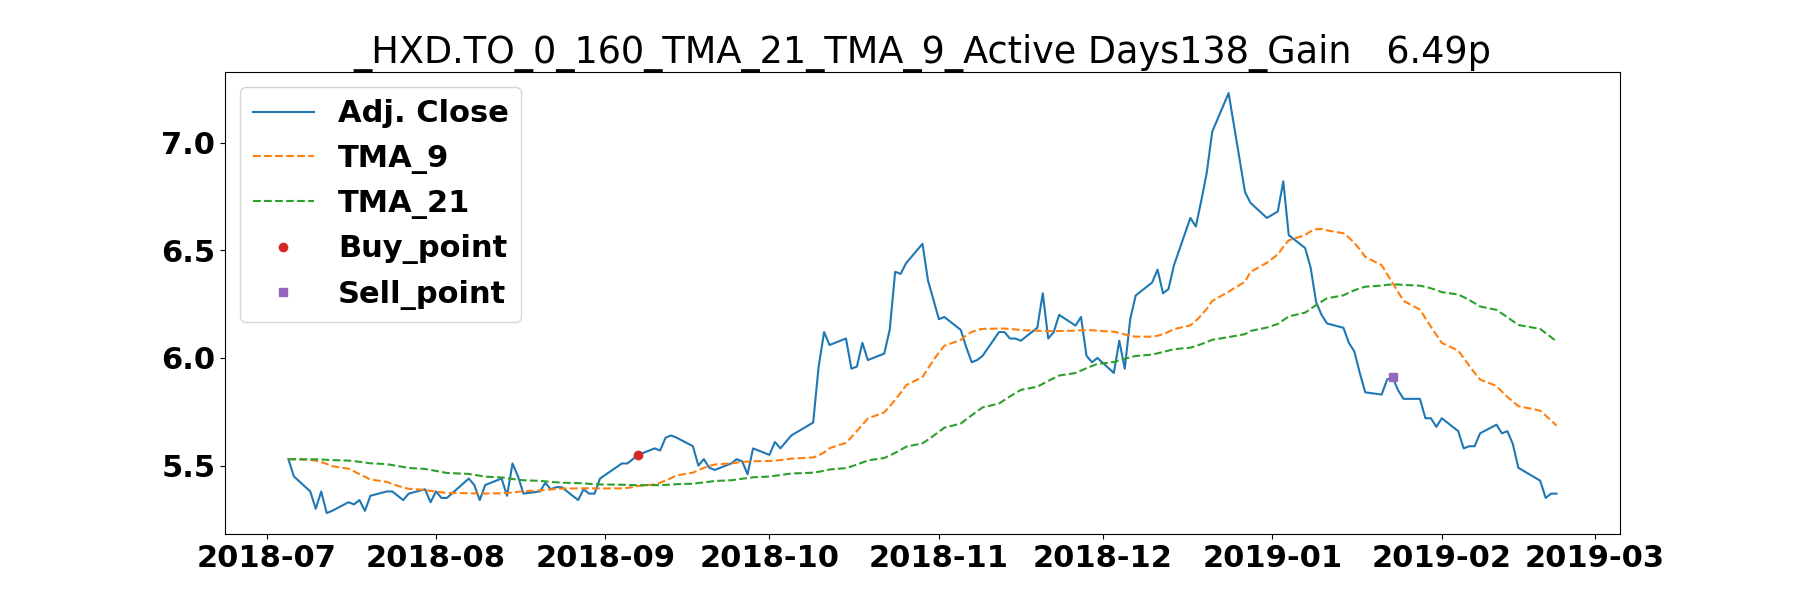 _HXD.TO_0_160_TMA_21_TMA_9_Active Days138_Gain   6.49p
Adj. Close
TMA_9
TMA_21
Buy_point
Sell_point
7.0
6.5
6.0
5.5
2018-07 2018-08 2018-09 2018-10 2018-11 2018-12 2019-01 2019-02 2019-03